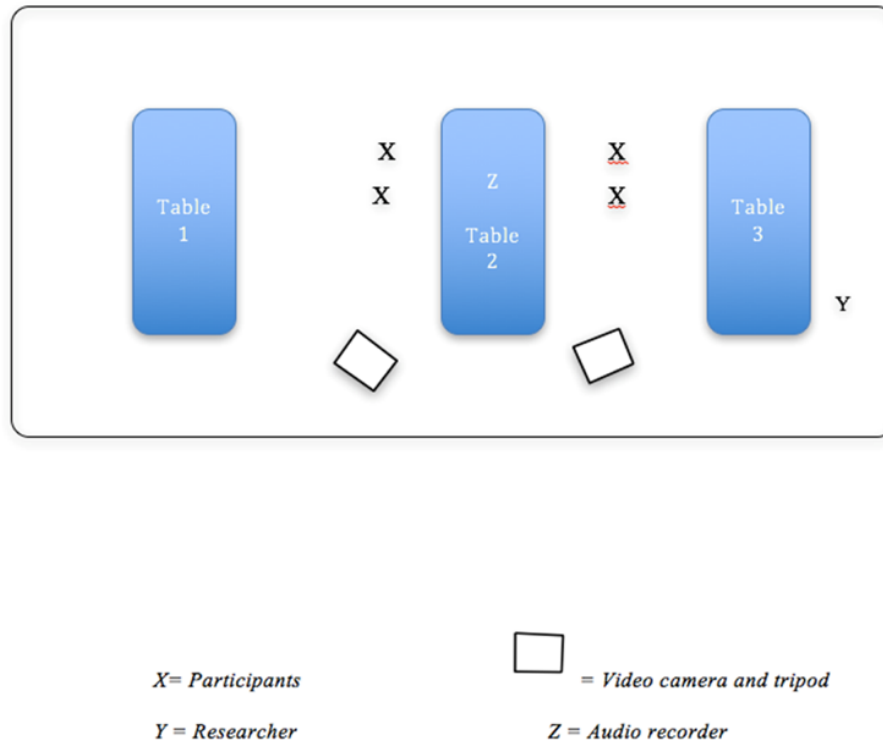 X X
Z
Table
1
X X
Table
2
Table
3
Y
= Video camera and tripod
X= Participants
Y = Researcher Z = Audio recorder